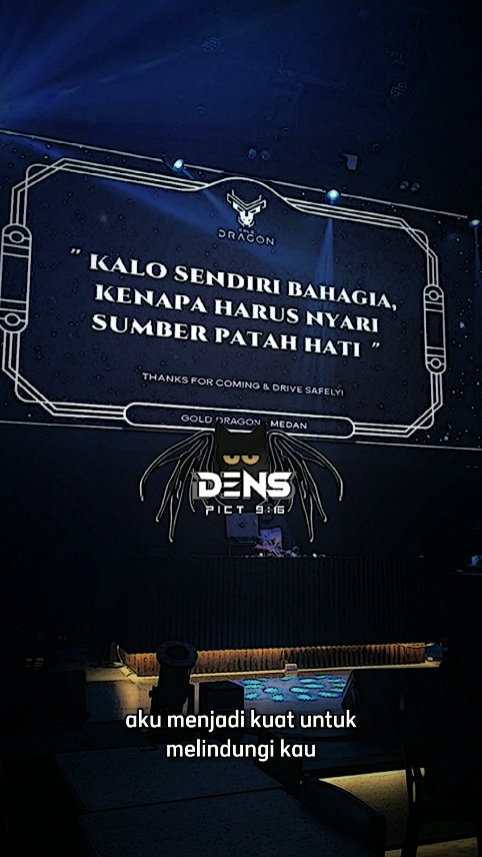 DRAGON
" KALO SENDIRI BAHAGIA,
KENAPA HARUS NYARI
SUMBER PATAH HATI "
THANKS FOR COMING & DRIVE SAFELY!
GOLD DRAGON - MEDAN
DENS
PICT 9:16
aku menjadi kuat untuk
melindungi kau